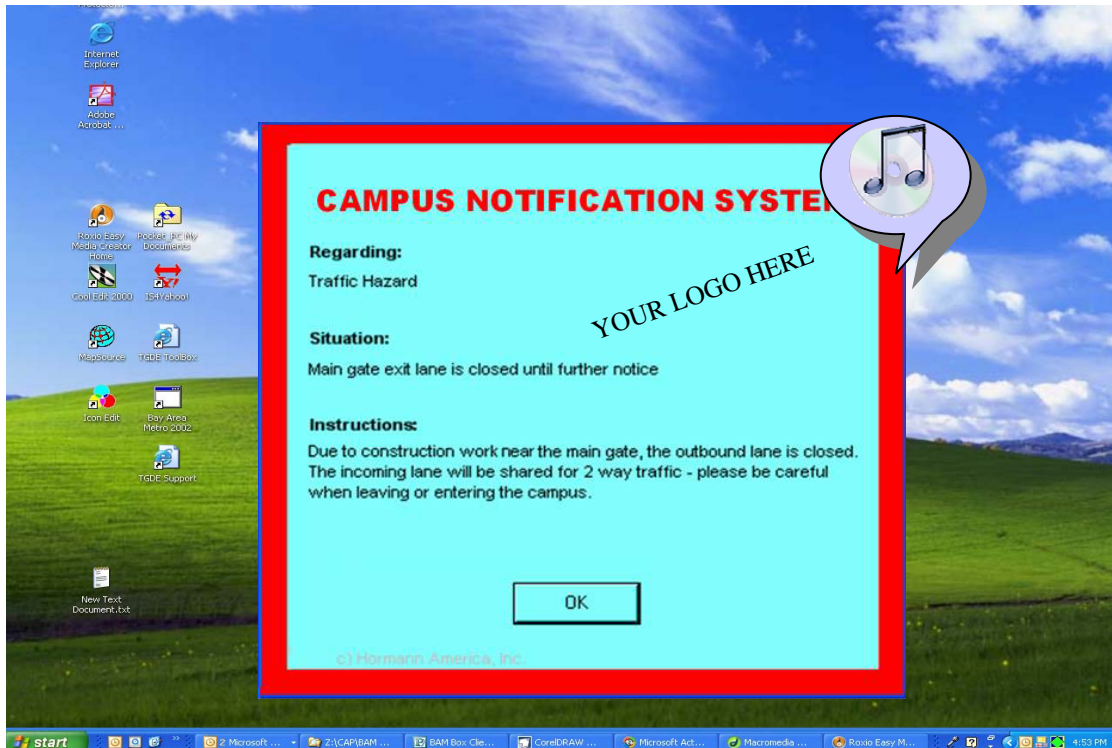 Internet
Explorer
Adobe
Acrobat ...
Roxio Easy
Media Creator
Home
Pocket_PC My
Documents
Cool Edit 2000
IS4Yahoo!
MapSource
TGDE ToolBox
Icon Edit
Bay Area
Metro 2002
TGDE Support
New Text
Document.txt
CAMPUS NOTIFICATION SYSTE
Regarding:
Traffic Hazard
YOUR LOGO HERE
Situation:
Main gate exit lane is closed until further notice
Instructions:
Due to construction work near the main gate, the outbound lane is closed.
The incoming lane will be shared for 2 way traffic - please be careful
when leaving or entering the campus.
OK
c) Hormann America, Inc.
start
2 Microsoft ...
Z:\CAP\BAM ...
BAM Box Clie...
CorelDRAW ...
Microsoft Act...
Macromedia ...
Roxio Easy M...
4:53 PM